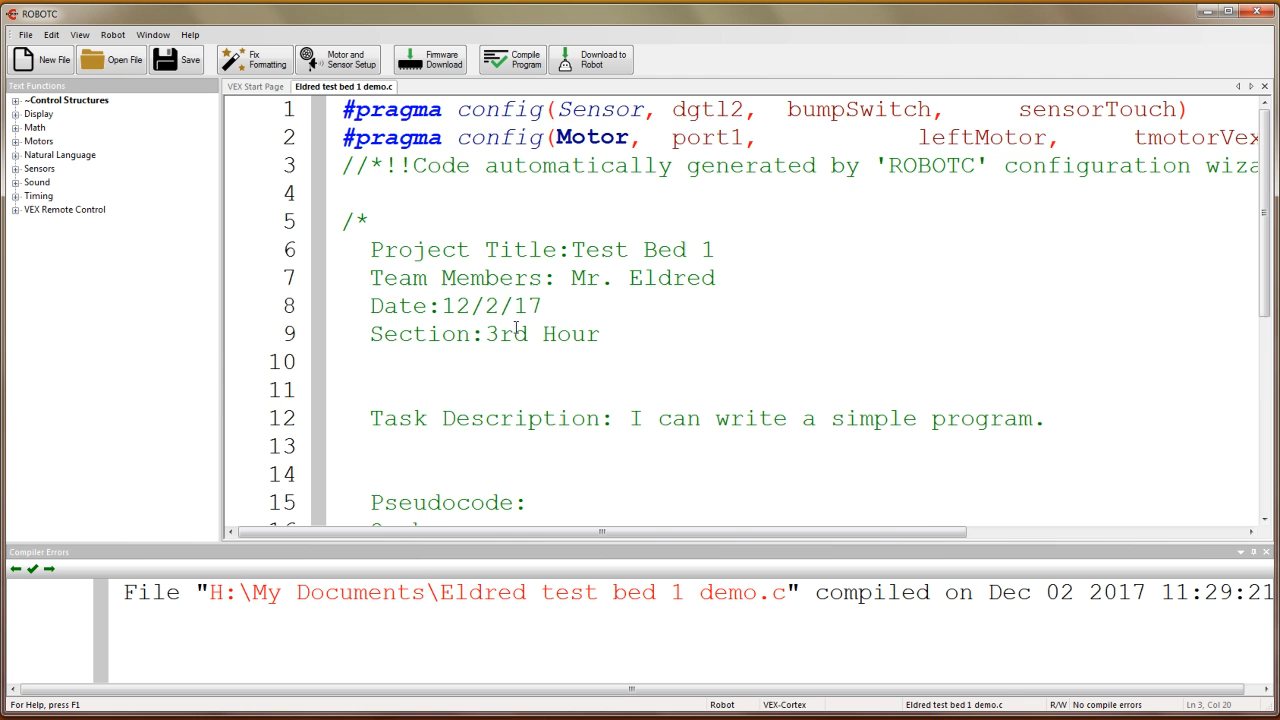 ROBOTC
File Edit View Robot Window Help
New File Open File Save Fix Formatting Motor and Sensor Setup Firmware Download Compile Program Download to Robot
Text Functions
~Control Structures
Display
Math
Motors
Natural Language
Sensors
Sound
Timing
VEX Remote Control
VEX Start Page Eldred test bed 1 demo.c
1 #pragma config(Sensor, dgtl2, bumpSwitch, sensorTouch)
2 #pragma config(Motor, port1, leftMotor, tmotorVex
3 //*!!Code automatically generated by 'ROBOTC' configuration wiza
4
5 /*
6 Project Title:Test Bed 1
7 Team Members: Mr. Eldred
8 Date:12/2/17
9 Section:3rd Hour
10
11
12 Task Description: I can write a simple program.
13
14
15 Pseudocode:
Compiler Errors
File "H:\My Documents\Eldred test bed 1 demo.c" compiled on Dec 02 2017 11:29:21
For Help, press F1 Robot VEX-Cortex Eldred test bed 1 demo.c R/W No compile errors Ln 3, Col 20